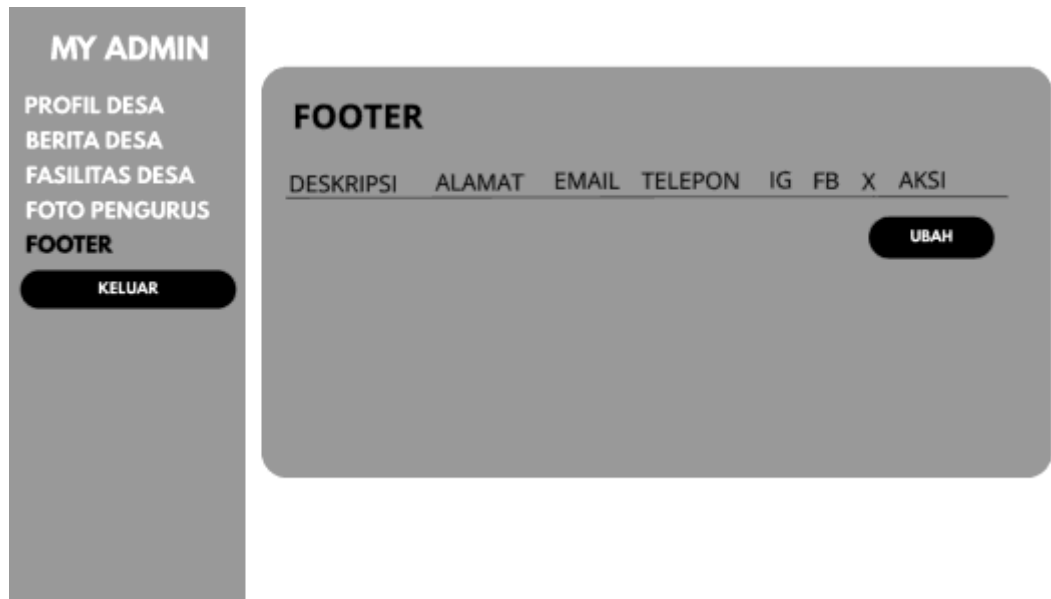 MY ADMIN
PROFIL DESA
BERITA DESA
FASILITAS DESA
FOTO PENGURUS
FOOTER
KELUAR
FOOTER
DESKRIPSI ALAMAT EMAIL TELEPON IG FB X AKSI
UBAH